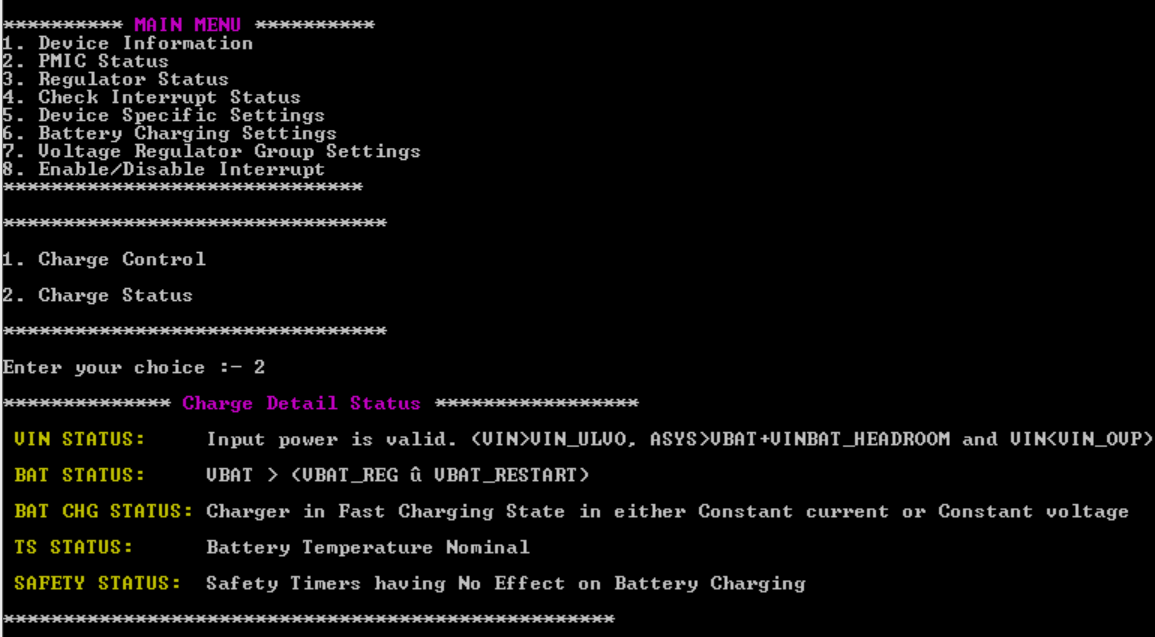 ********** MAIN MENU **********
1. Device Information
2. PMIC Status
3. Regulator Status
4. Check Interrupt Status
5. Device Specific Settings
6. Battery Charging Settings
7. Voltage Regulator Group Settings
8. Enable/Disable Interrupt
******************************
********************************
1. Charge Control
2. Charge Status
********************************
Enter your choice :- 2
************** Charge Detail Status *****************
VIN STATUS: Input power is valid. (VIN>VIN_ULVO, ASYS>VBAT+VINBAT_HEADROOM and VIN<VIN_OVP)
BAT STATUS: VBAT > (VBAT_REG û VBAT_RESTART)
BAT CHG STATUS: Charger in Fast Charging State in either Constant current or Constant voltage
TS STATUS: Battery Temperature Nominal
SAFETY STATUS: Safety Timers having No Effect on Battery Charging
***************************************************